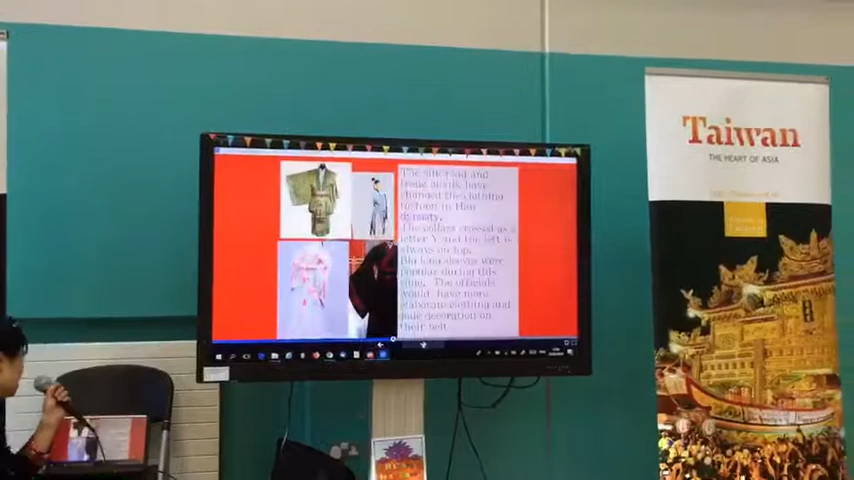 The silk road and
trade boom have
changed the clothing
fashion in Han
dynasty.
The collars crossed as a
letter Y and the left is
always on top.
Big long sleeves were
popular during this
time. The officials
would have more
elaborate clothing and
jade decoration on
their belt.
Taiwan
THE HEART OF ASIA